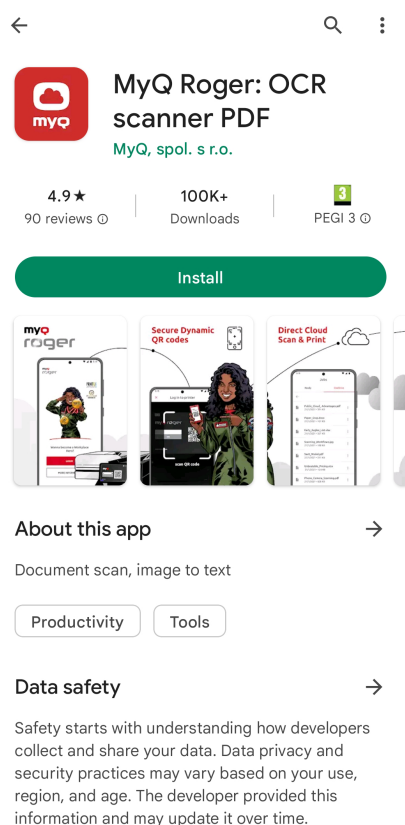 MyQ Roger: OCR
scanner PDF
myQ
MyQ, spol. s r.o.
4.9★
90 reviews
100K+
Downloads
3
PEGI 3
Install
myQ
roger
Secure Dynamic
QR codes
scan QR code
Direct Cloud
Scan & Print
About this app
Document scan, image to text
Productivity
Tools
Data safety
Safety starts with understanding how developers
collect and share your data. Data privacy and
security practices may vary based on your use,
region, and age. The developer provided this
information and may update it over time.